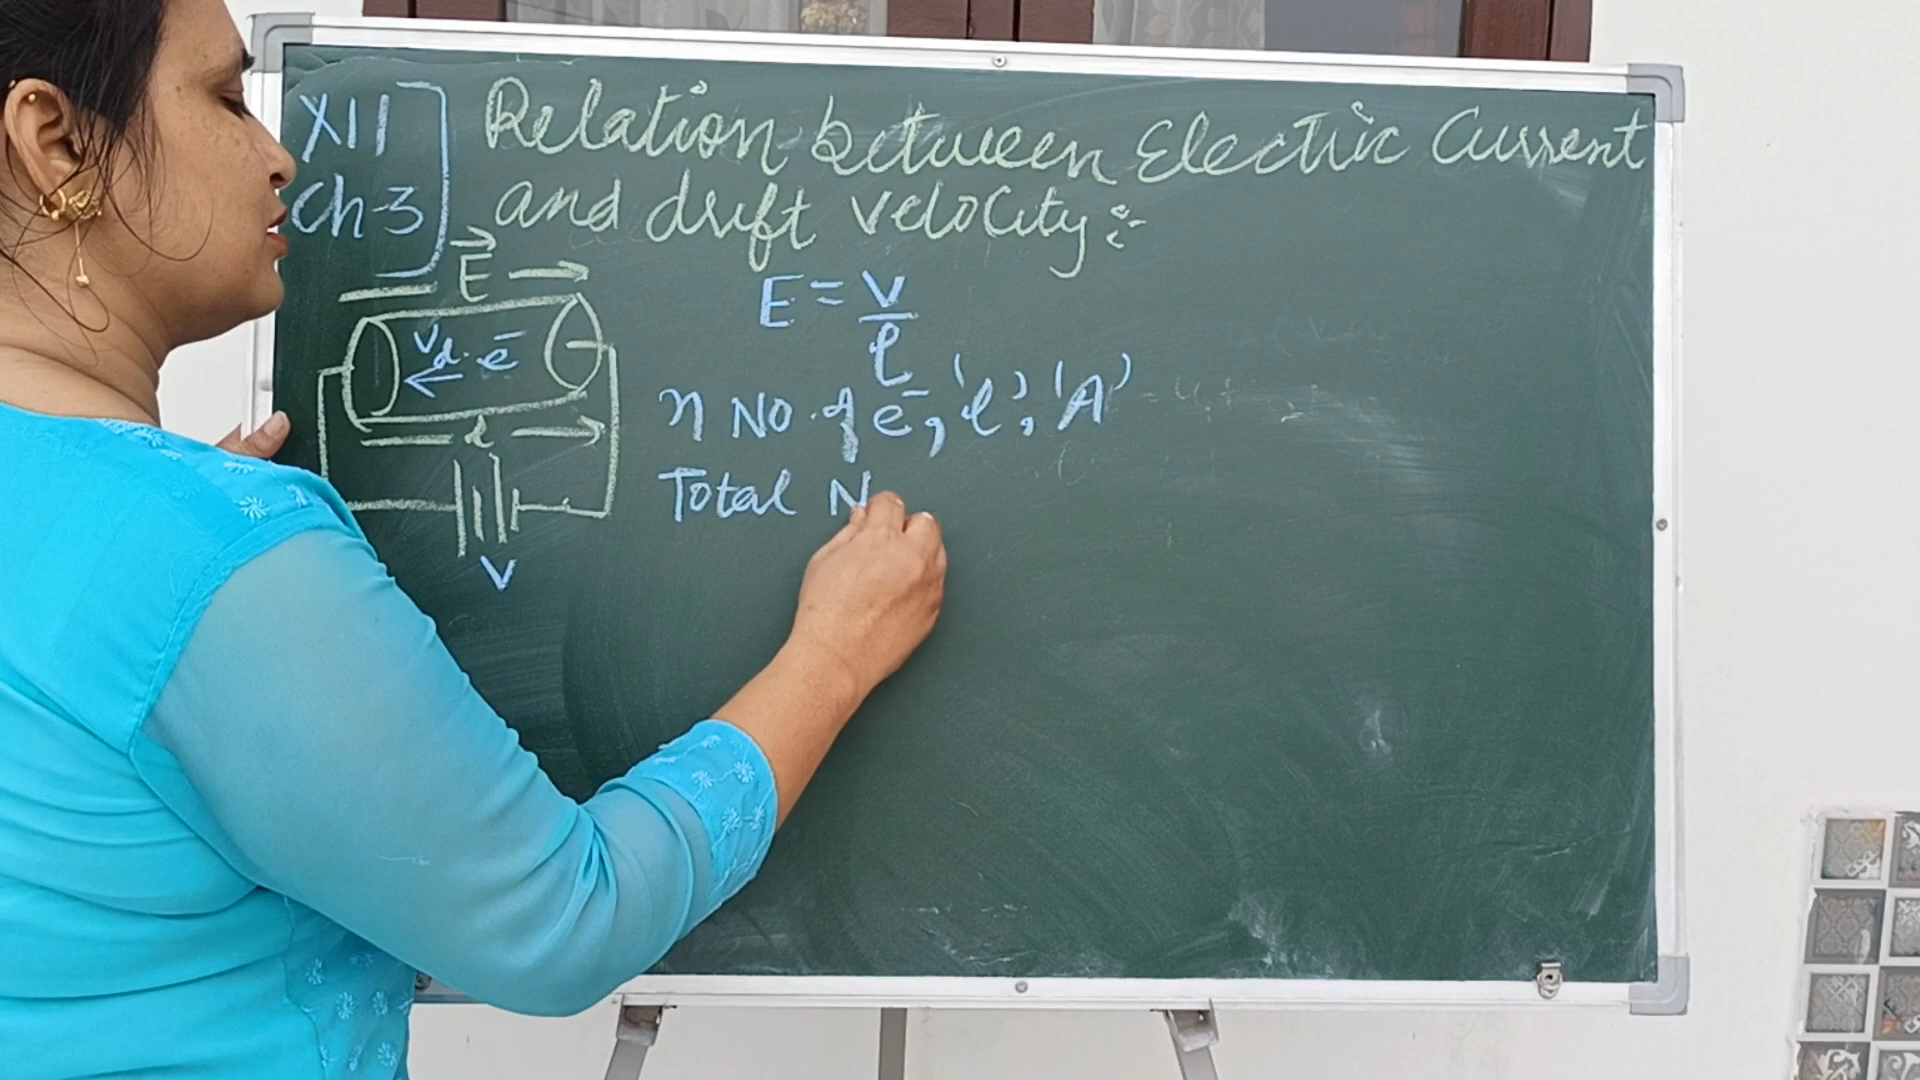 XII
Ch-3
Relation between Electric Current
and drift velocity:-
E
Vd e-
l
V
E = V/l
n No. of e-, 'l', 'A'
Total N